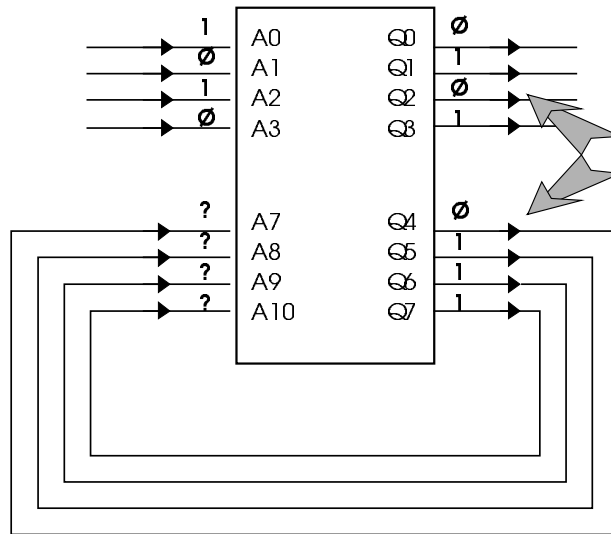 1 A0 Q0 Ø
Ø A1 Q1 1
1 A2 Q2 Ø
Ø A3 Q3 1
? A7 Q4 Ø
? A8 Q5 1
? A9 Q6 1
? A10 Q7 1